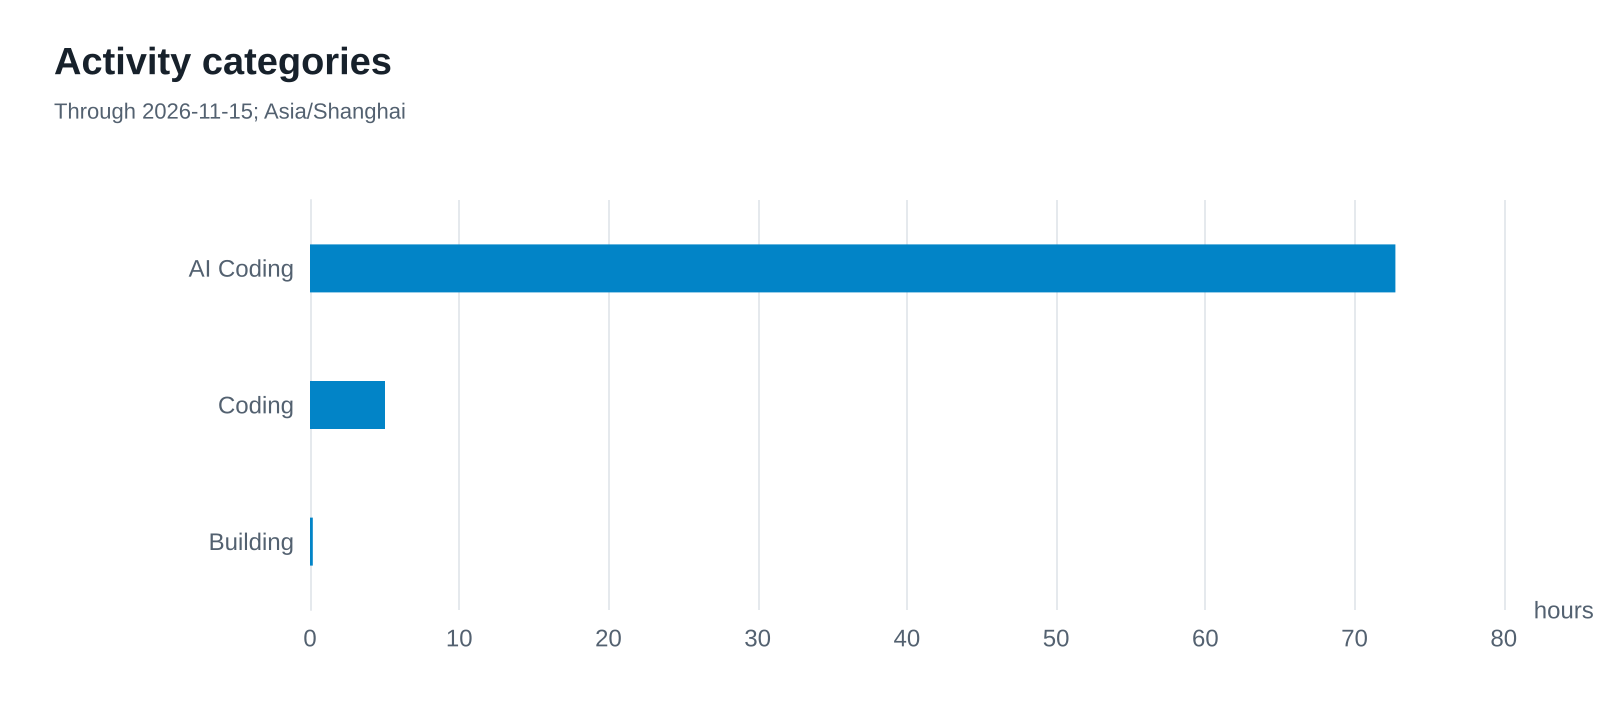 Activity categories
Through 2026-11-15; Asia/Shanghai
AI Coding
Coding
Building
hours
0 10 20 30 40 50 60 70 80